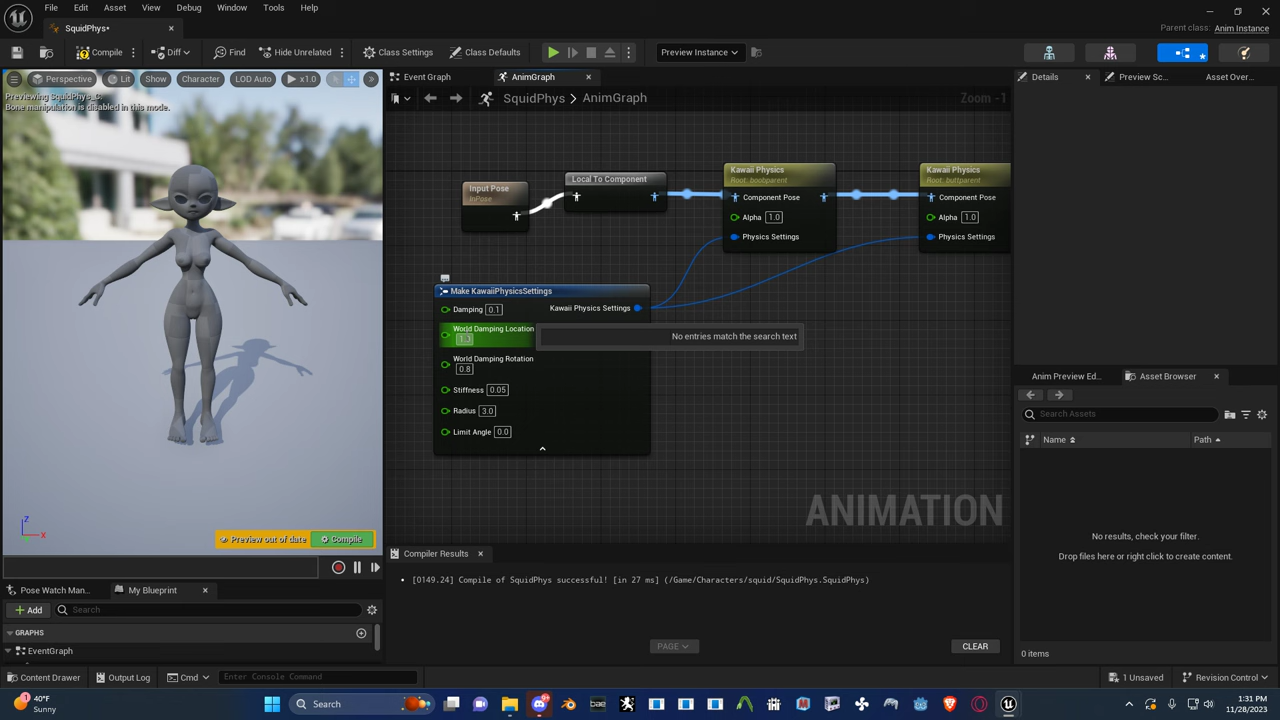 File Edit Asset View Debug Window Tools Help
SquidPhys•
Parent class: Anim Instance
Compile Diff Find Hide Unrelated Class Settings Class Defaults Preview Instance
Perspective Lit Show Character LOD Auto x1.0
Previewing SquidPhys_C.
Bone manipulation is disabled in this mode.
Event Graph AnimGraph
SquidPhys > AnimGraph Zoom -1
Input Pose
InPose
Local To Component
Kawaii Physics
Root: boobparent
Component Pose
Alpha 1.0
Physics Settings
Kawaii Physics
Root: buttparent
Component Pose
Alpha 1.0
Physics Settings
Make KawaiiPhysicsSettings
Damping 0.1 Kawaii Physics Settings
World Damping Location
No entries match the search text
World Damping Rotation
0.8
Stiffness 0.05
Radius 3.0
Limit Angle 0.0
ANIMATION
Z
X
Preview out of date Compile
Compiler Results
• [0149.24] Compile of SquidPhys successful! [in 27 ms] (/Game/Characters/squid/SquidPhys.SquidPhys)
PAGE CLEAR
Pose Watch Man... My Blueprint
+ Add Search
GRAPHS
EventGraph
Details Preview Sc... Asset Over...
Anim Preview Ed... Asset Browser
Search Assets
Name Path
No results, check your filter.
Drop files here or right click to create content.
0 items
Content Drawer Output Log Cmd Enter Console Command 1 Unsaved Revision Control
1 40°F
Sunny
Search
bae
1:31 PM
11/28/2023